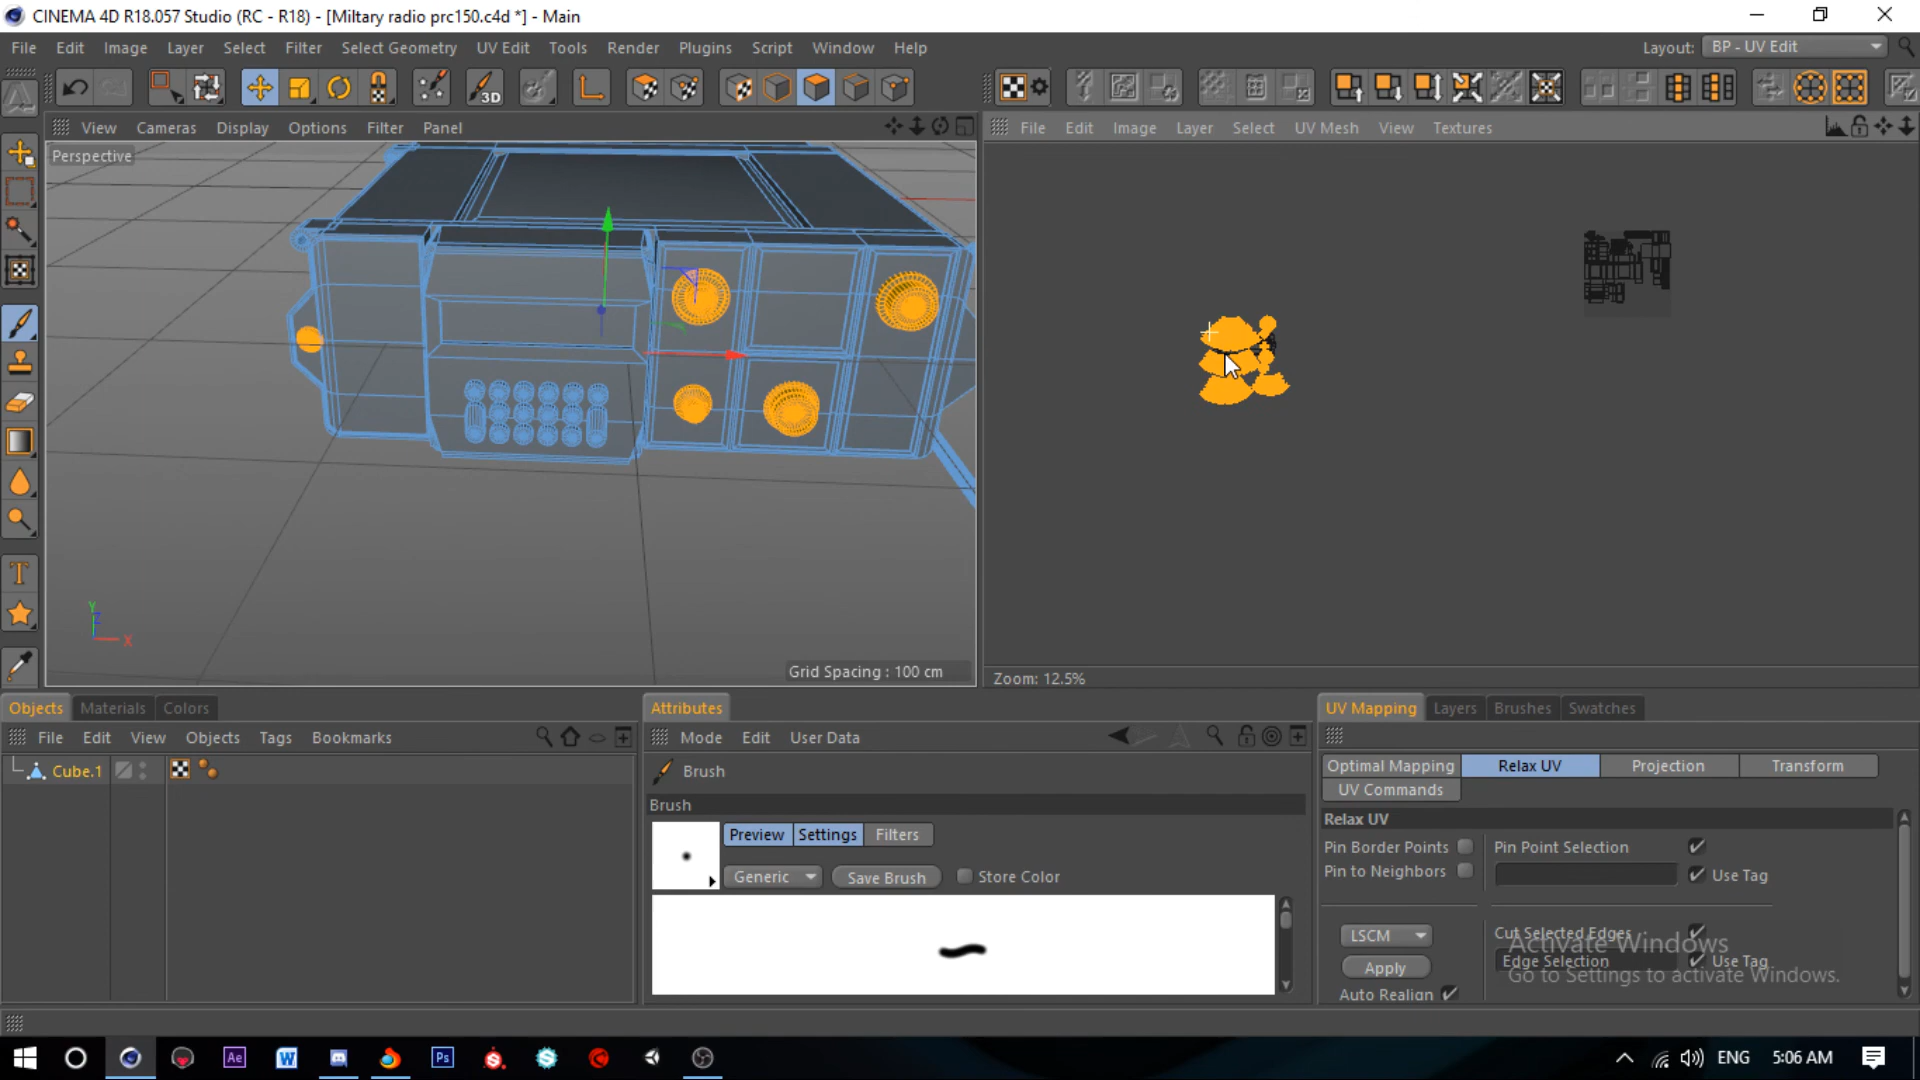 CINEMA 4D R18.057 Studio (RC - R18) - [Miltary radio prc150.c4d *] - Main
File Edit Image Layer Select Filter Select Geometry UV Edit Tools Render Plugins Script Window Help Layout: BP - UV Edit
3D
View Cameras Display Options Filter Panel
File Edit Image Layer Select UV Mesh View Textures
Perspective
Y
Z
X
Grid Spacing : 100 cm
Zoom: 12.5%
Objects Materials Colors
Attributes
UV Mapping Layers Brushes Swatches
File Edit View Objects Tags Bookmarks
Mode Edit User Data
Cube.1
Brush
Brush
Preview Settings Filters
Generic Save Brush Store Color
Optimal Mapping Relax UV Projection Transform
UV Commands
Relax UV
Pin Border Points Pin Point Selection
Pin to Neighbors Use Tag
LSCM Cut Selected Edges
Apply Edge Selection Use Tag
Auto Realign
Activate Windows
Go to Settings to activate Windows.
Ae W Ps ENG 5:06 AM